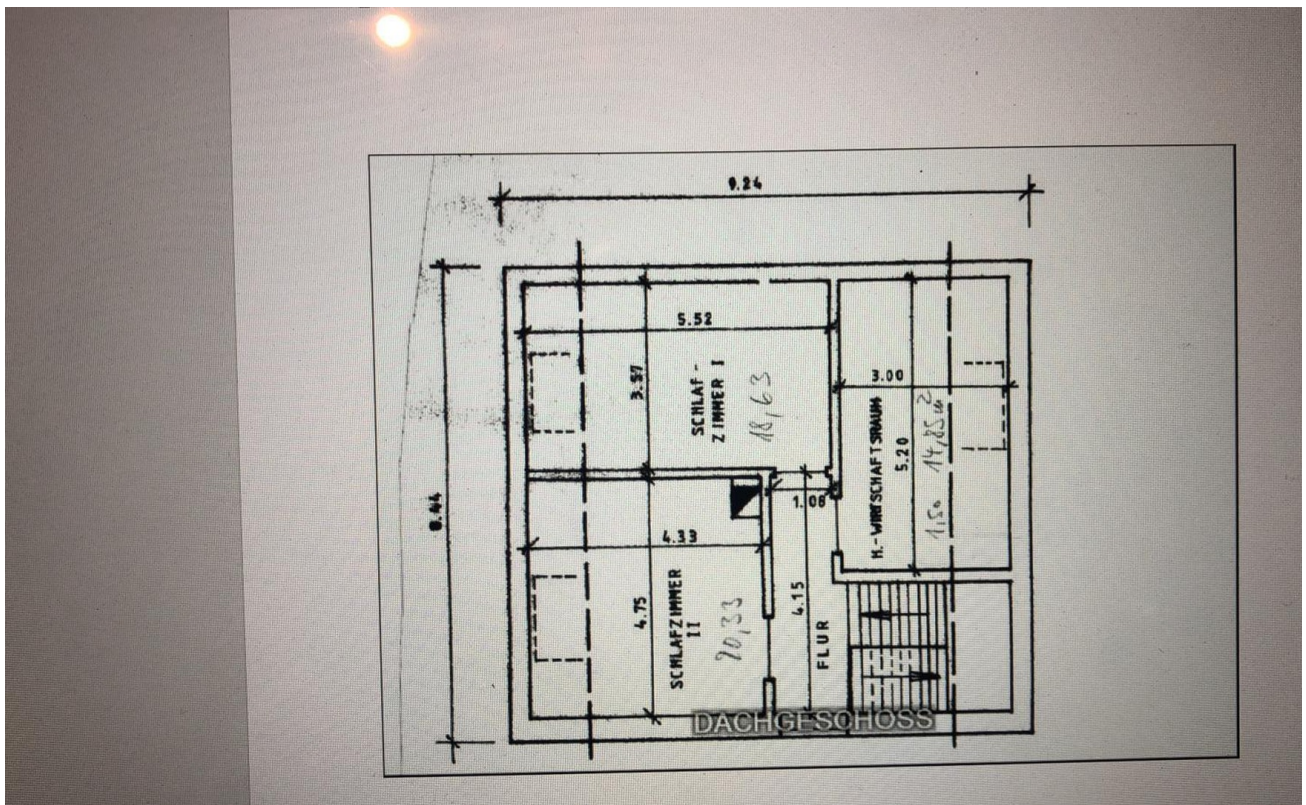 9.24
8.44
5.52
3.57
SCHLAF-
ZIMMER I
18,63
3.00
H.-WIRTSCHAFTSRAUM
5.20
1,50 14,85 m²
1.08
4.33
4.75
SCHLAFZIMMER
II
20,33
4.15
FLUR
DACHGESCHOSS